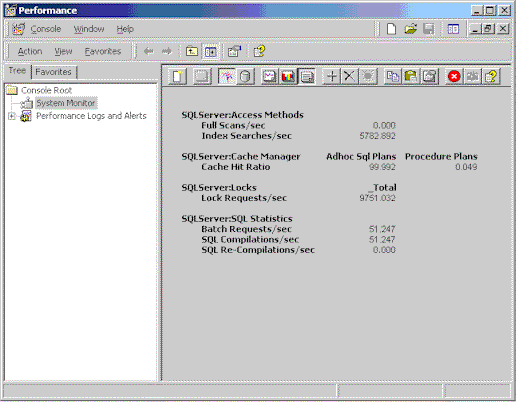 Performance
Console Window Help
Action View Favorites
Tree Favorites
Console Root
System Monitor
Performance Logs and Alerts
SQLServer:Access Methods
Full Scans/sec 0.000
Index Searches/sec 5782.892
SQLServer:Cache Manager Adhoc Sql Plans Procedure Plans
Cache Hit Ratio 99.992 0.049
SQLServer:Locks _Total
Lock Requests/sec 9751.032
SQLServer:SQL Statistics
Batch Requests/sec 51.247
SQL Compilations/sec 51.247
SQL Re-Compilations/sec 0.000